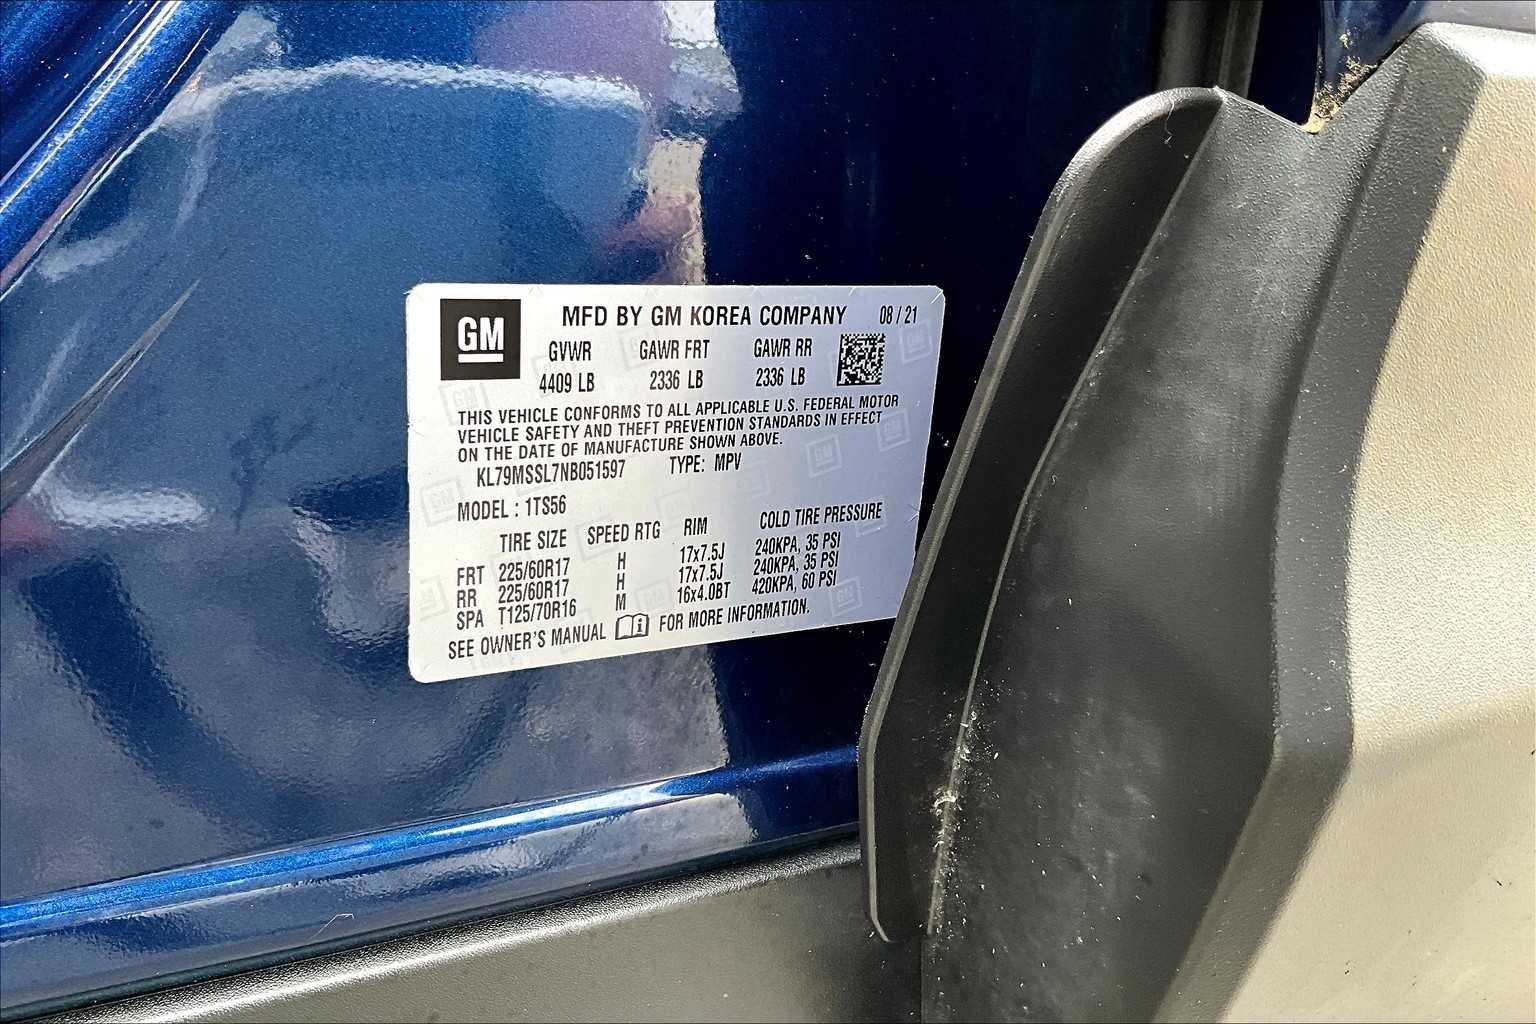 GM
MFD BY GM KOREA COMPANY 08 / 21
GVWR GAWR FRT GAWR RR
4409 LB 2336 LB 2336 LB
THIS VEHICLE CONFORMS TO ALL APPLICABLE U.S. FEDERAL MOTOR
VEHICLE SAFETY AND THEFT PREVENTION STANDARDS IN EFFECT
ON THE DATE OF MANUFACTURE SHOWN ABOVE.
KL79MSSL7NB051597 TYPE: MPV
MODEL : 1TS56
TIRE SIZE SPEED RTG RIM COLD TIRE PRESSURE
FRT 225/60R17 H 17x7.5J 240KPA, 35 PSI
RR 225/60R17 H 17x7.5J 240KPA, 35 PSI
SPA T125/70R16 M 16x4.0BT 420KPA, 60 PSI
SEE OWNER'S MANUAL FOR MORE INFORMATION.